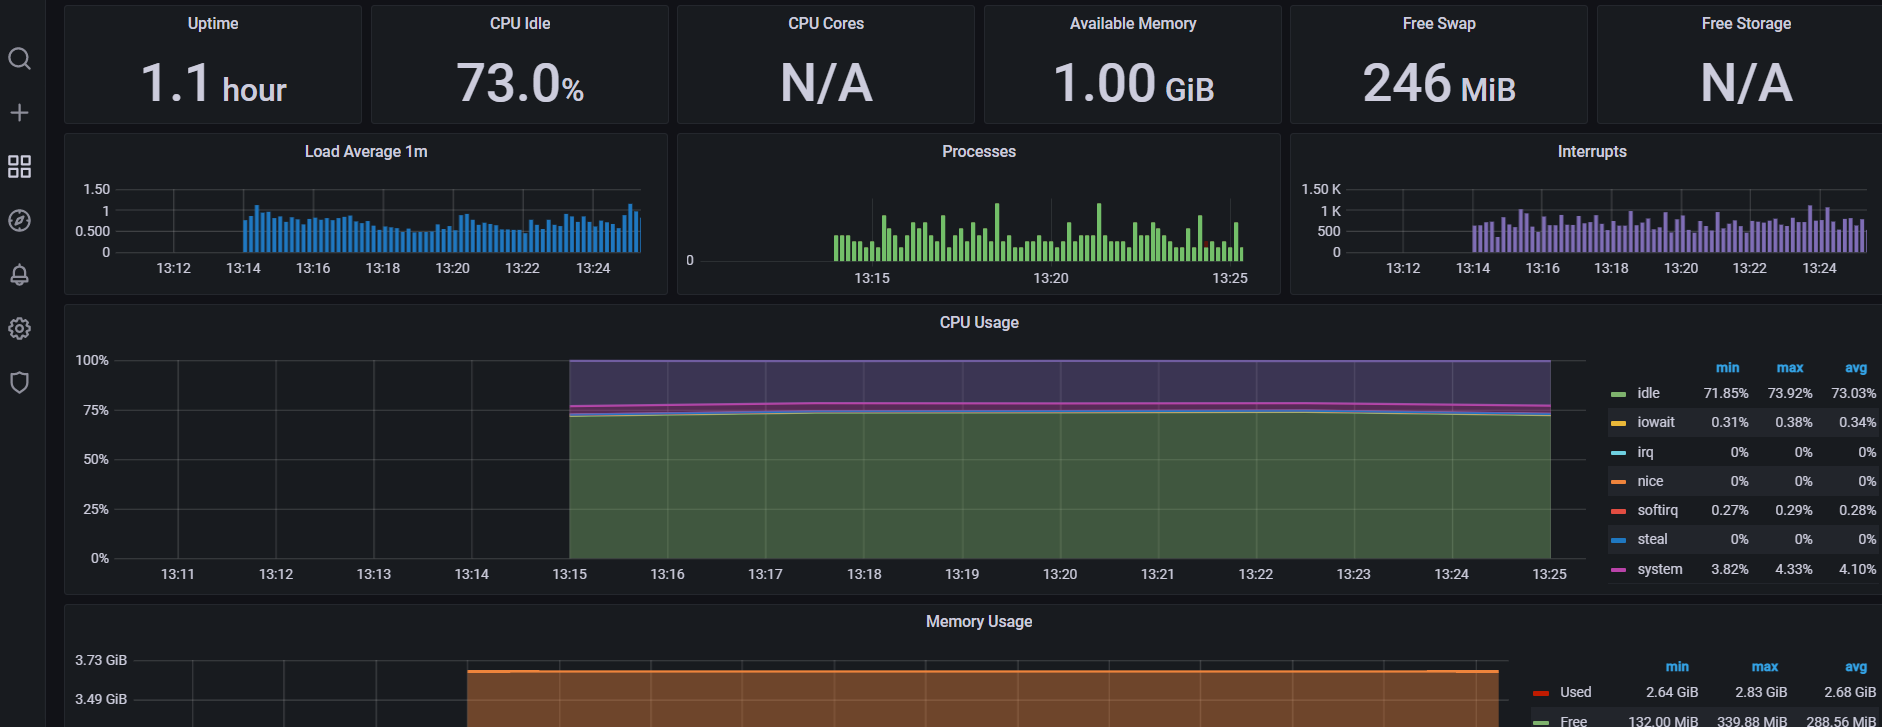 Uptime
1.1 hour
CPU Idle
73.0%
CPU Cores
N/A
Available Memory
1.00 GiB
Free Swap
246 MiB
Free Storage
N/A
Load Average 1m
1.50
1
0.500
0
13:12 13:14 13:16 13:18 13:20 13:22 13:24
Processes
0
13:15 13:20 13:25
Interrupts
1.50 K
1 K
500
0
13:12 13:14 13:16 13:18 13:20 13:22 13:24
CPU Usage
100%
75%
50%
25%
0%
13:11 13:12 13:13 13:14 13:15 13:16 13:17 13:18 13:19 13:20 13:21 13:22 13:23 13:24 13:25
min max avg
idle 71.85% 73.92% 73.03%
iowait 0.31% 0.38% 0.34%
irq 0% 0% 0%
nice 0% 0% 0%
softirq 0.27% 0.29% 0.28%
steal 0% 0% 0%
system 3.82% 4.33% 4.10%
Memory Usage
3.73 GiB
3.49 GiB
min max avg
Used 2.64 GiB 2.83 GiB 2.68 GiB
Free 132.00 MiB 339.88 MiB 288.56 MiB